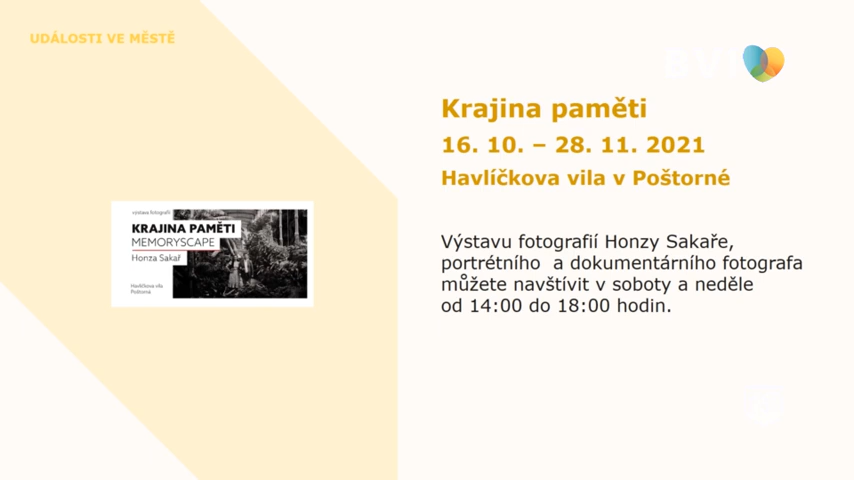 UDÁLOSTI VE MĚSTĚ
Krajina paměti
16. 10. – 28. 11. 2021
Havlíčkova vila v Poštorné
Výstavu fotografií Honzy Sakaře,
portrétního a dokumentárního fotografa
můžete navštívit v soboty a neděle
od 14:00 do 18:00 hodin.
výstava fotografií
KRAJINA PAMĚTI
MEMORYSCAPE
Honza Sakař
Havlíčkova vila
Poštorná